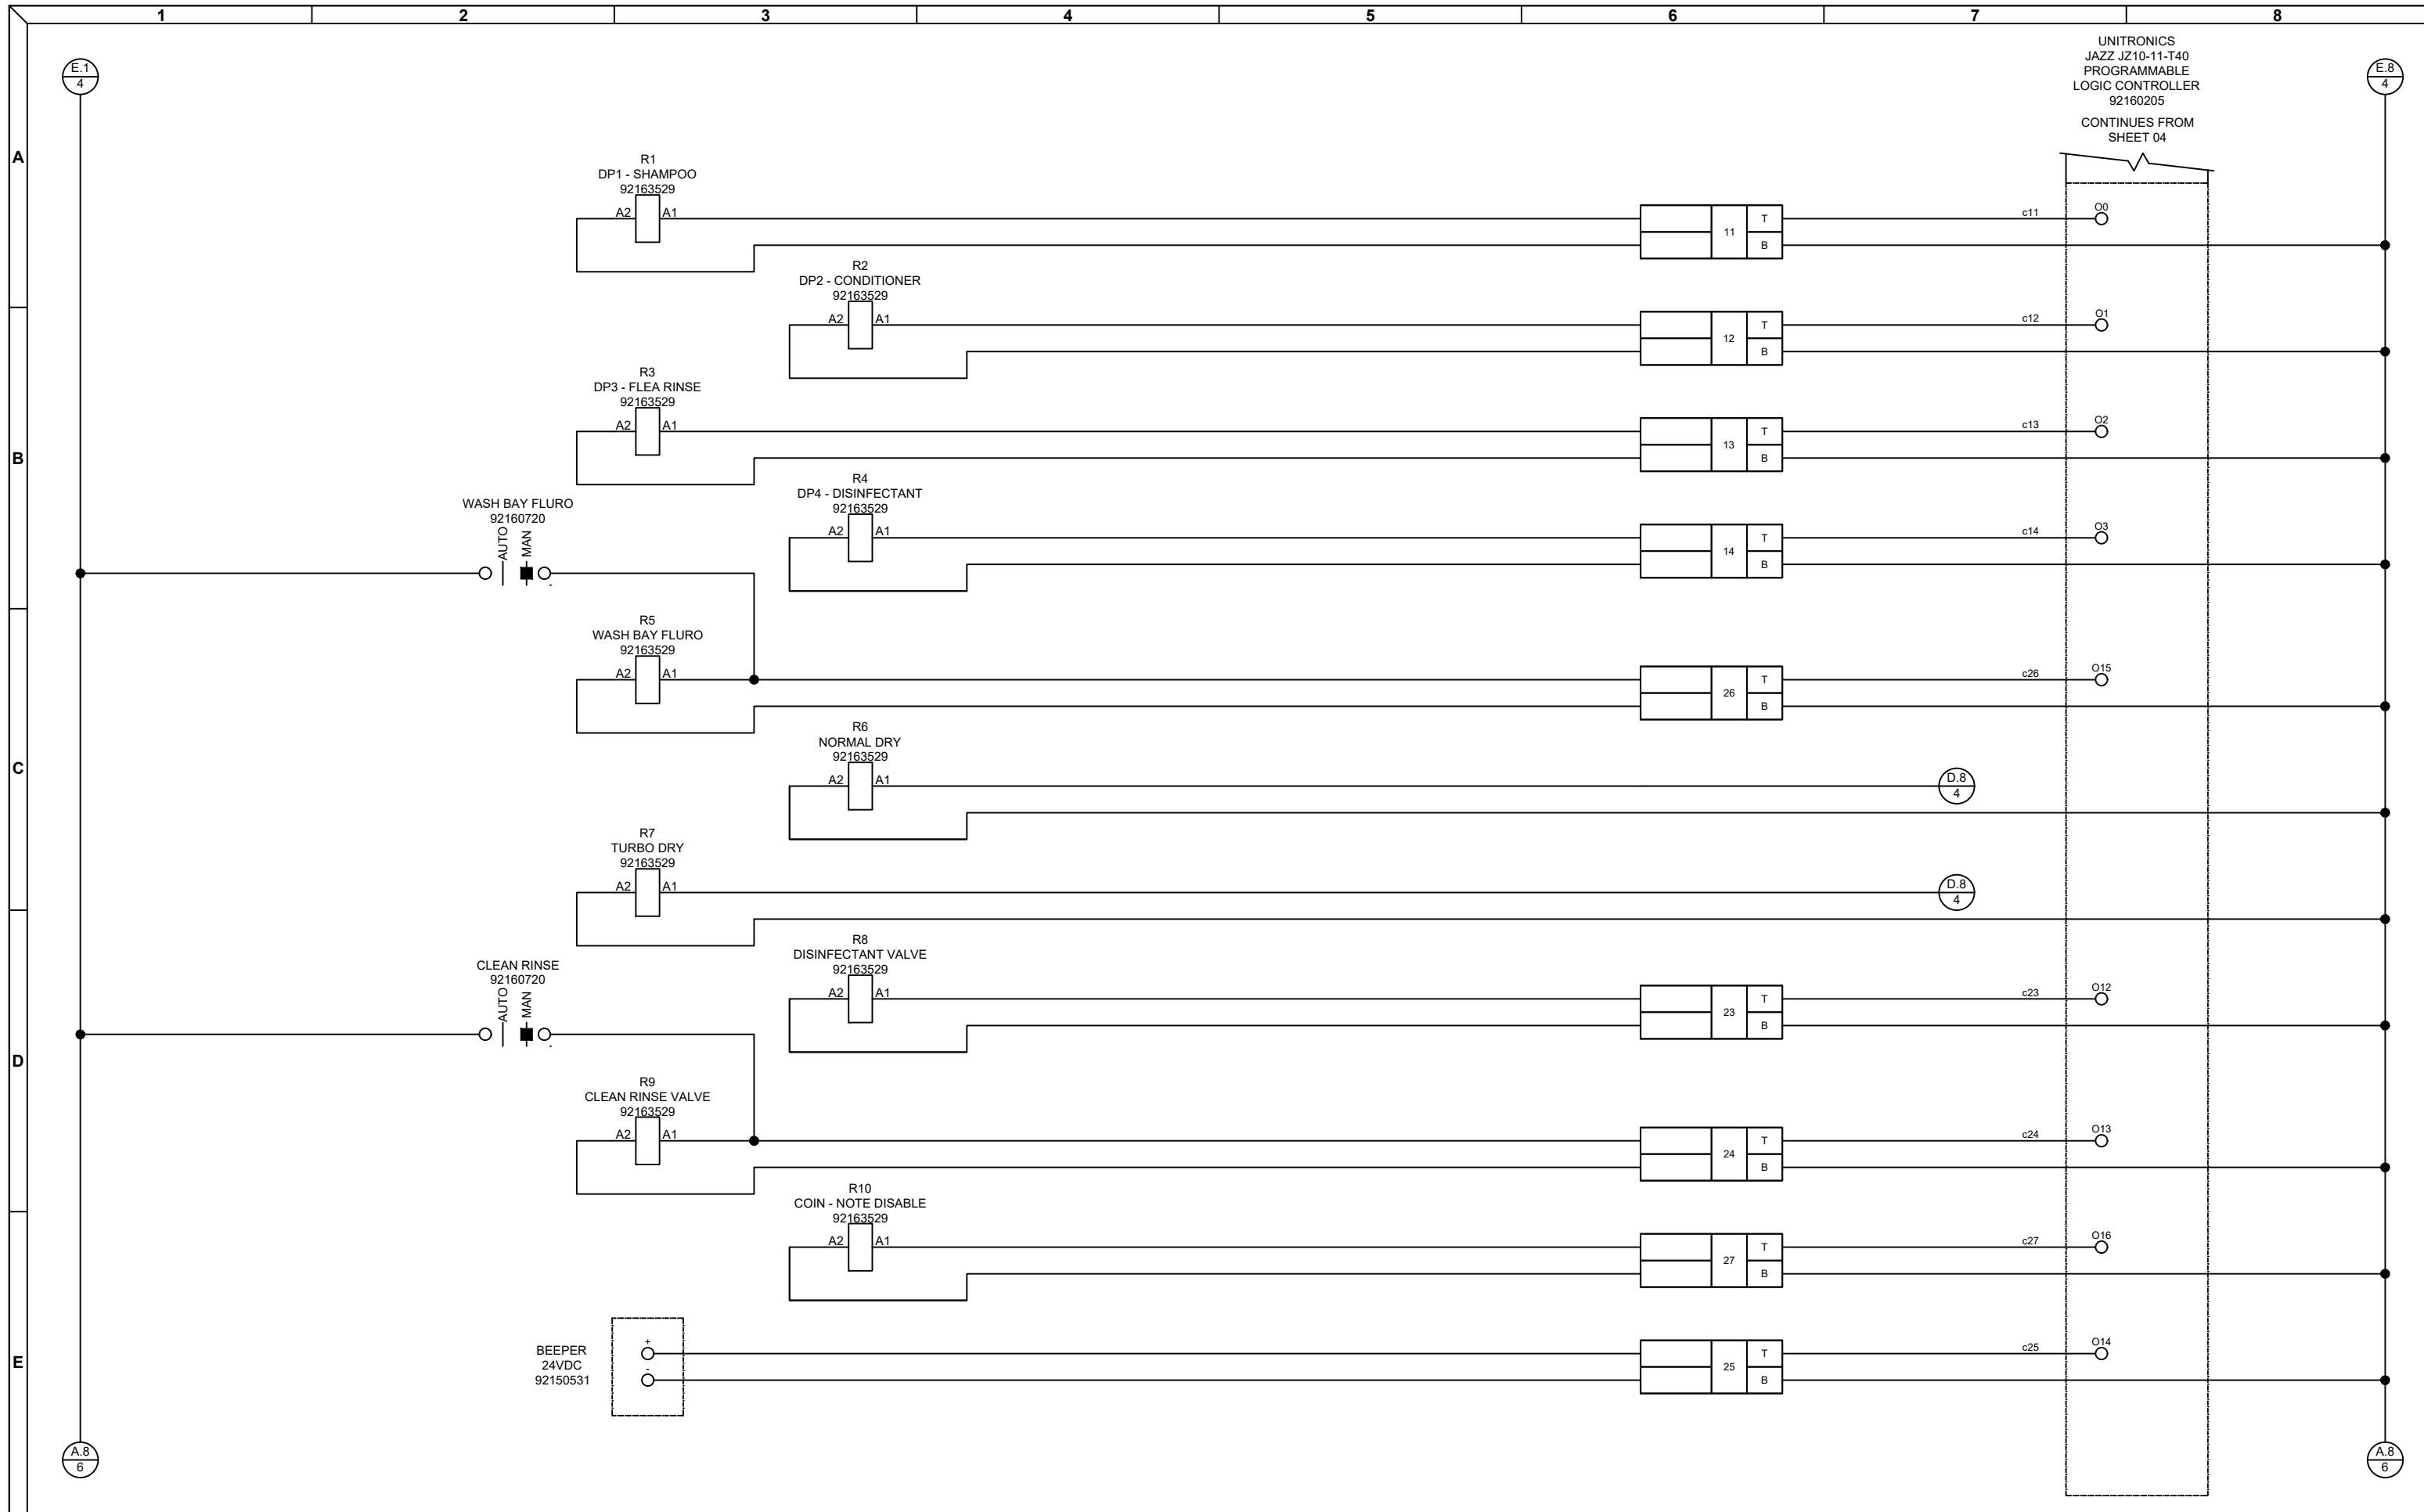 1 2 3 4 5 6 7 8
E.1
4
UNITRONICS
JAZZ JZ10-11-T40
PROGRAMMABLE
LOGIC CONTROLLER
92160205
CONTINUES FROM
SHEET 04
E.8
4
A
R1
DP1 - SHAMPOO
92163529
A2 A1
11 T
B
c11 O0
R2
DP2 - CONDITIONER
92163529
A2 A1
12 T
B
c12 O1
B
R3
DP3 - FLEA RINSE
92163529
A2 A1
13 T
B
c13 O2
R4
DP4 - DISINFECTANT
92163529
A2 A1
14 T
B
c14 O3
WASH BAY FLURO
92160720
AUTO
MAN
R5
WASH BAY FLURO
92163529
A2 A1
26 T
B
c26 O15
C
R6
NORMAL DRY
92163529
A2 A1
D.8
4
R7
TURBO DRY
92163529
A2 A1
D.8
4
R8
DISINFECTANT VALVE
92163529
A2 A1
23 T
B
c23 O12
CLEAN RINSE
92160720
AUTO
MAN
D
R9
CLEAN RINSE VALVE
92163529
A2 A1
24 T
B
c24 O13
R10
COIN - NOTE DISABLE
92163529
A2 A1
27 T
B
c27 O16
E
BEEPER
24VDC
92150531
+
-
25 T
B
c25 O14
A.8
6
A.8
6